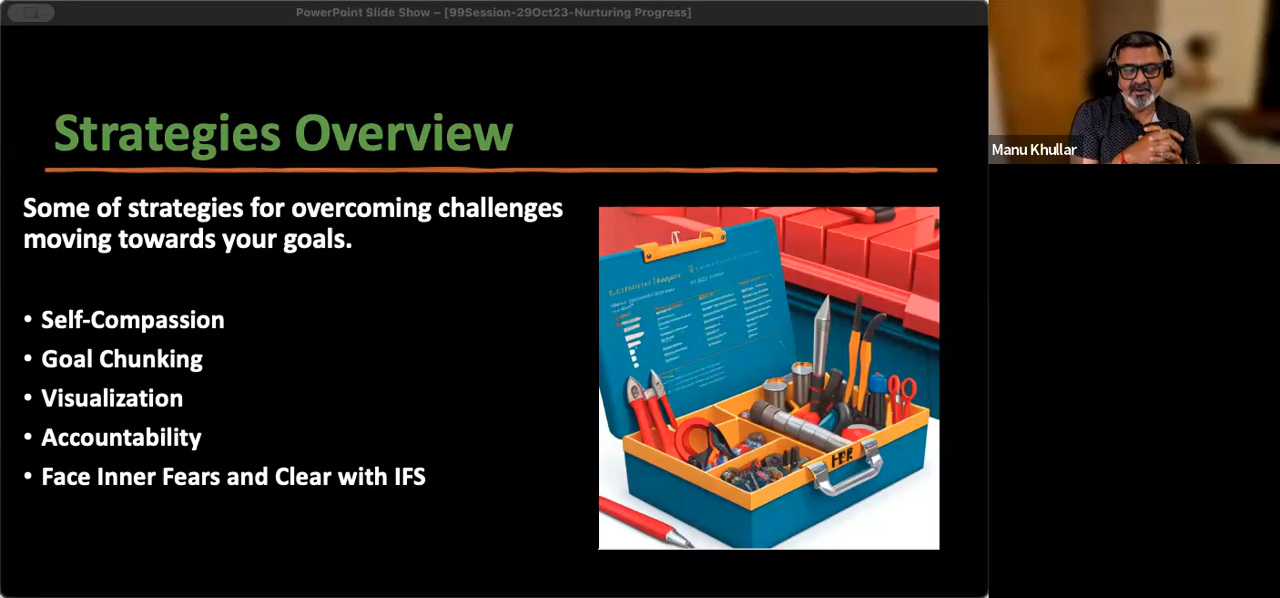 PowerPoint Slide Show – [99Session-29Oct23-Nurturing Progress]
Strategies Overview
Some of strategies for overcoming challenges
moving towards your goals.
• Self-Compassion
• Goal Chunking
• Visualization
• Accountability
• Face Inner Fears and Clear with IFS
Manu Khullar